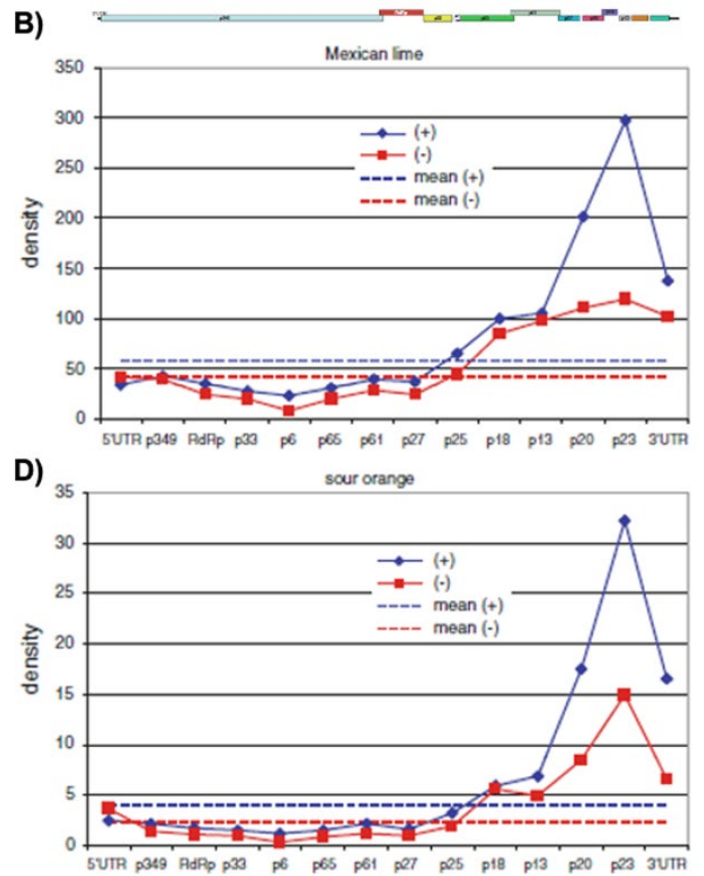 B)
Mexican lime
350
300
250
200
150
100
50
0
density
(+)
(-)
mean (+)
mean (-)
5'UTR p349 RdRp p33 p6 p65 p61 p27 p25 p18 p13 p20 p23 3'UTR
D)
sour orange
35
30
25
20
15
10
5
0
density
(+)
(-)
mean (+)
mean (-)
5'UTR p349 RdRp p33 p6 p65 p61 p27 p25 p18 p13 p20 p23 3'UTR